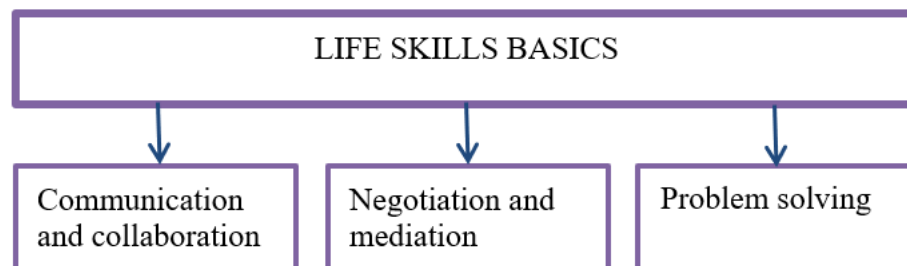 LIFE SKILLS BASICS
Communication
and collaboration
Negotiation and
mediation
Problem solving